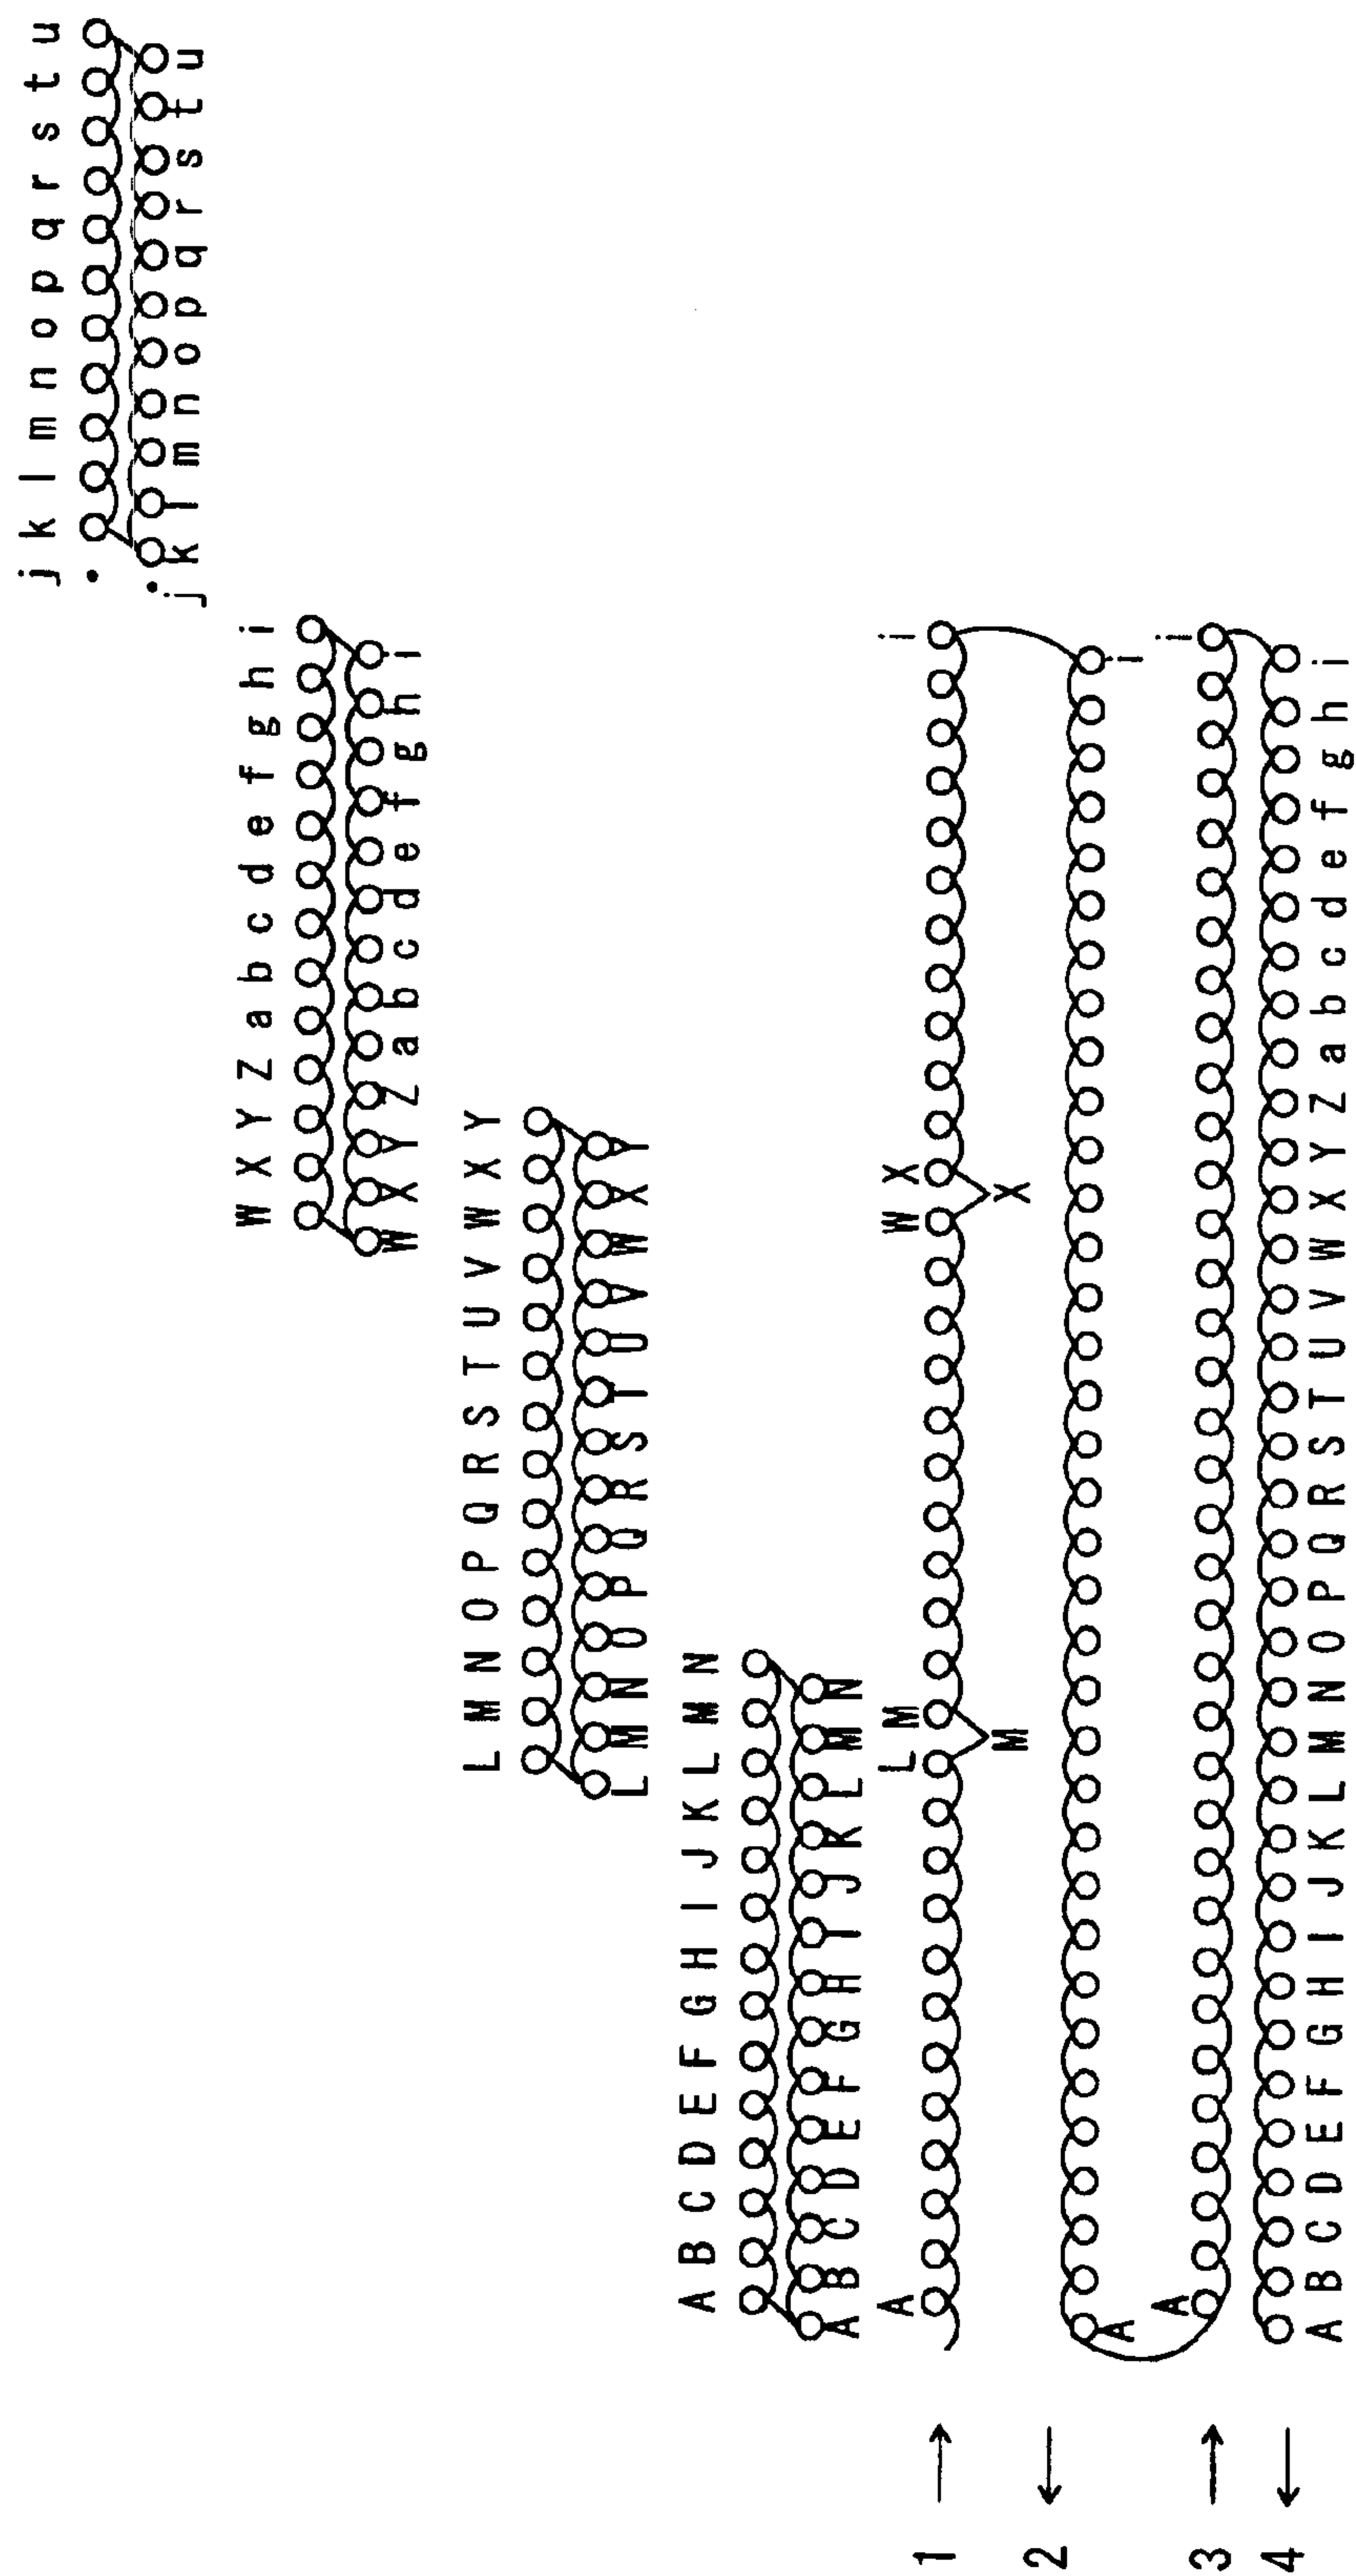 j k l m n o p q r s t u
j k l m n o p q r s t u
W X Y Z a b c d e f g h i
W X Y Z a b c d e f g h i
L M N O P Q R S T U V W X Y
L M N O P Q R S T U V W X Y
A B C D E F G H I J K L M N
A B C D E F G H I J K L M N
1 → A L M W X i
M X
2 ← A i
3 → A i
4 ← A B C D E F G H I J K L M N O P Q R S T U V W X Y Z a b c d e f g h i